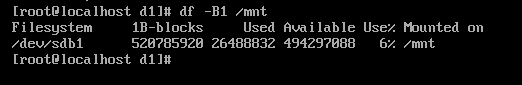 [root@localhost d1]# df -B1 /mnt
Filesystem     1B-blocks     Used Available Use% Mounted on
/dev/sdb1      520785920 26488832 494297088   6% /mnt
[root@localhost d1]#